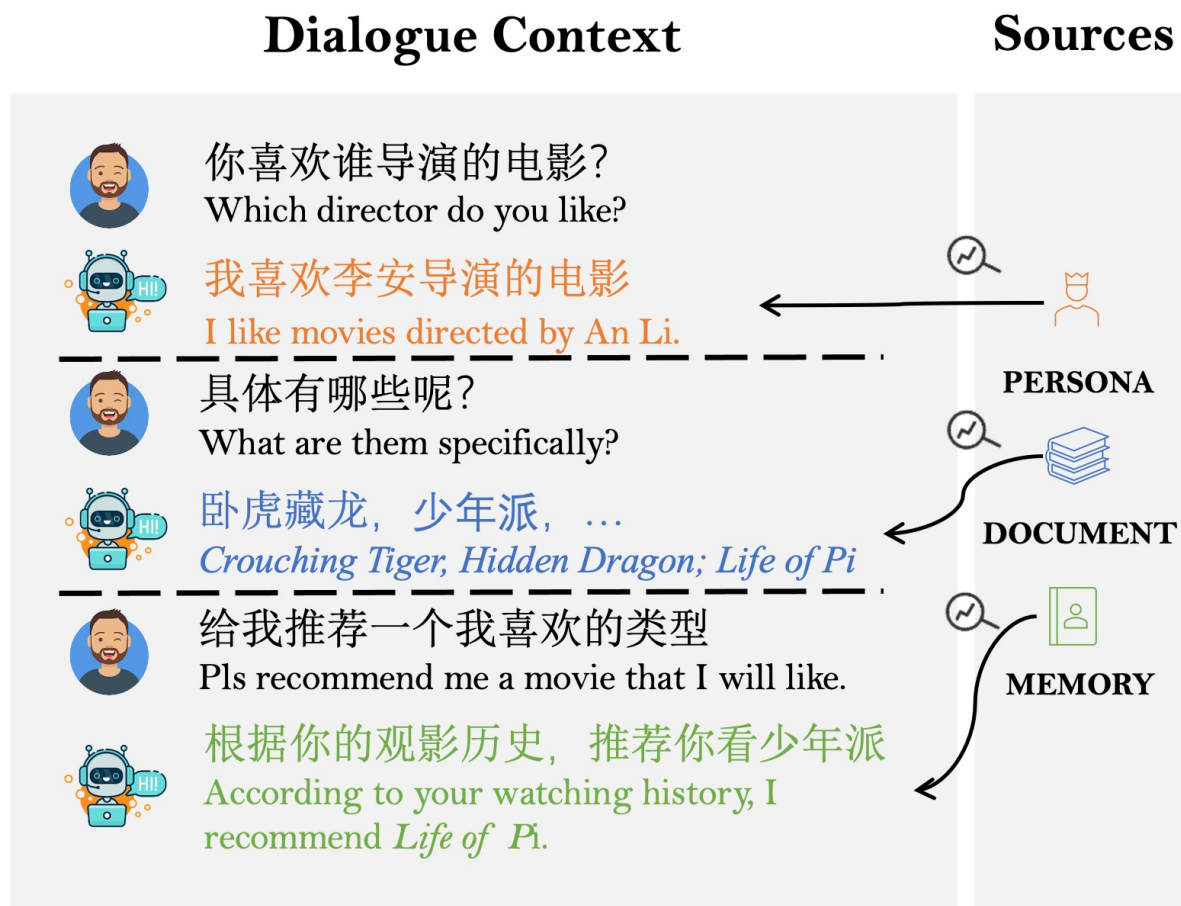 Dialogue Context
Sources
你喜欢谁导演的电影？
Which director do you like?
HI!
我喜欢李安导演的电影
I like movies directed by An Li.
PERSONA
具体有哪些呢？
What are them specifically?
HI!
卧虎藏龙，少年派，…
Crouching Tiger, Hidden Dragon; Life of Pi
DOCUMENT
给我推荐一个我喜欢的类型
Pls recommend me a movie that I will like.
MEMORY
HI!
根据你的观影历史，推荐你看少年派
According to your watching history, I
recommend Life of Pi.